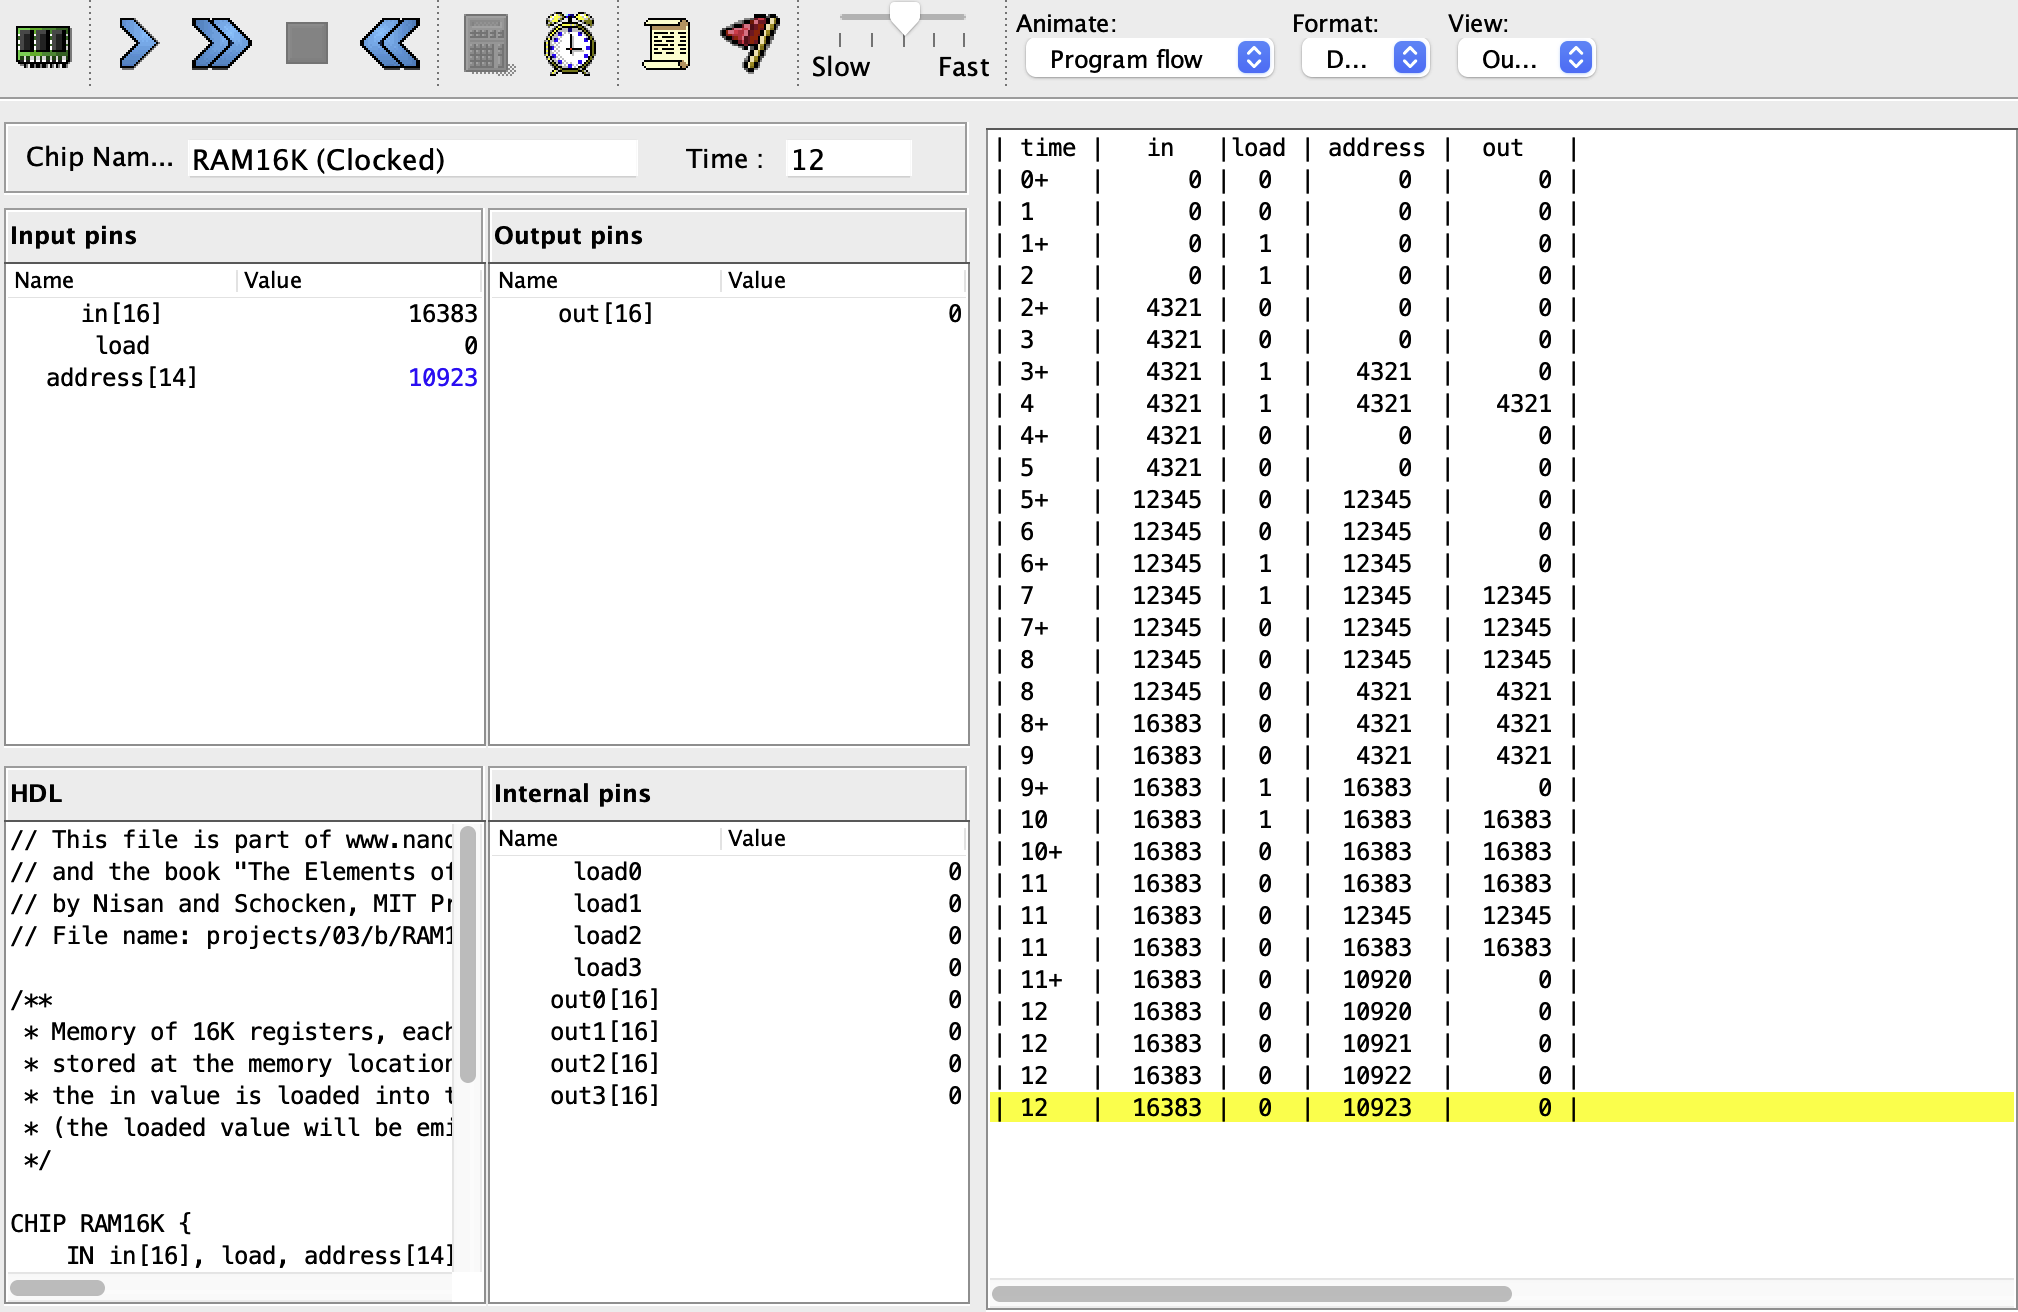 Slow Fast
Animate: Format: View:
Program flow D... Ou...
Chip Nam... RAM16K (Clocked) Time : 12
Input pins
Name Value
in[16] 16383
load 0
address[14] 10923
Output pins
Name Value
out[16] 0
HDL
// This file is part of www.nand
// and the book "The Elements of
// by Nisan and Schocken, MIT Pr
// File name: projects/03/b/RAM1
/**
* Memory of 16K registers, each
* stored at the memory location
* the in value is loaded into t
* (the loaded value will be emi
*/
CHIP RAM16K {
IN in[16], load, address[14]
Internal pins
Name Value
load0 0
load1 0
load2 0
load3 0
out0[16] 0
out1[16] 0
out2[16] 0
out3[16] 0
| time | in |load | address | out |
| 0+ | 0 | 0 | 0 | 0 |
| 1 | 0 | 0 | 0 | 0 |
| 1+ | 0 | 1 | 0 | 0 |
| 2 | 0 | 1 | 0 | 0 |
| 2+ | 4321 | 0 | 0 | 0 |
| 3 | 4321 | 0 | 0 | 0 |
| 3+ | 4321 | 1 | 4321 | 0 |
| 4 | 4321 | 1 | 4321 | 4321 |
| 4+ | 4321 | 0 | 0 | 0 |
| 5 | 4321 | 0 | 0 | 0 |
| 5+ | 12345 | 0 | 12345 | 0 |
| 6 | 12345 | 0 | 12345 | 0 |
| 6+ | 12345 | 1 | 12345 | 0 |
| 7 | 12345 | 1 | 12345 | 12345 |
| 7+ | 12345 | 0 | 12345 | 12345 |
| 8 | 12345 | 0 | 12345 | 12345 |
| 8 | 12345 | 0 | 4321 | 4321 |
| 8+ | 16383 | 0 | 4321 | 4321 |
| 9 | 16383 | 0 | 4321 | 4321 |
| 9+ | 16383 | 1 | 16383 | 0 |
| 10 | 16383 | 1 | 16383 | 16383 |
| 10+ | 16383 | 0 | 16383 | 16383 |
| 11 | 16383 | 0 | 16383 | 16383 |
| 11 | 16383 | 0 | 12345 | 12345 |
| 11 | 16383 | 0 | 16383 | 16383 |
| 11+ | 16383 | 0 | 10920 | 0 |
| 12 | 16383 | 0 | 10920 | 0 |
| 12 | 16383 | 0 | 10921 | 0 |
| 12 | 16383 | 0 | 10922 | 0 |
| 12 | 16383 | 0 | 10923 | 0 |